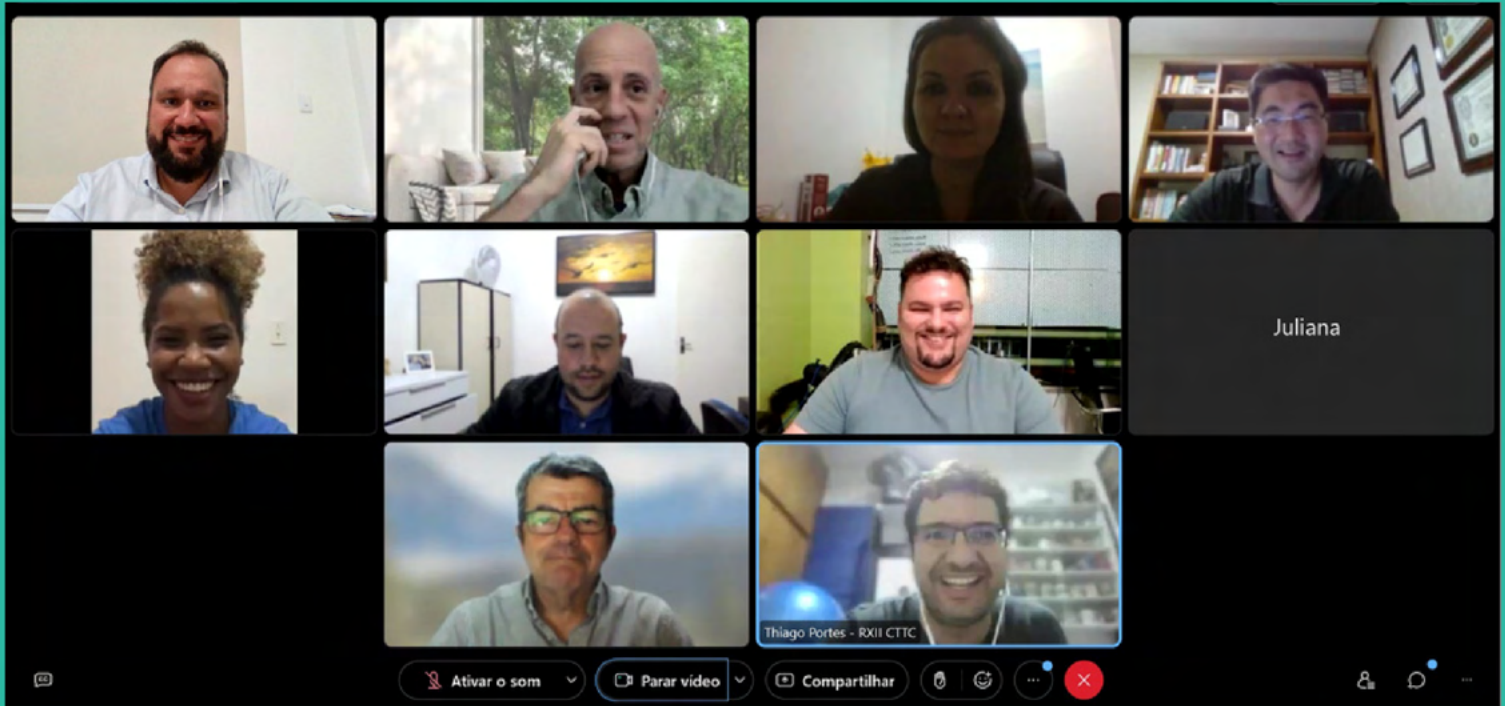 Juliana
Thiago Portes - RXII CTTC
Ativar o som
Parar vídeo
Compartilhar